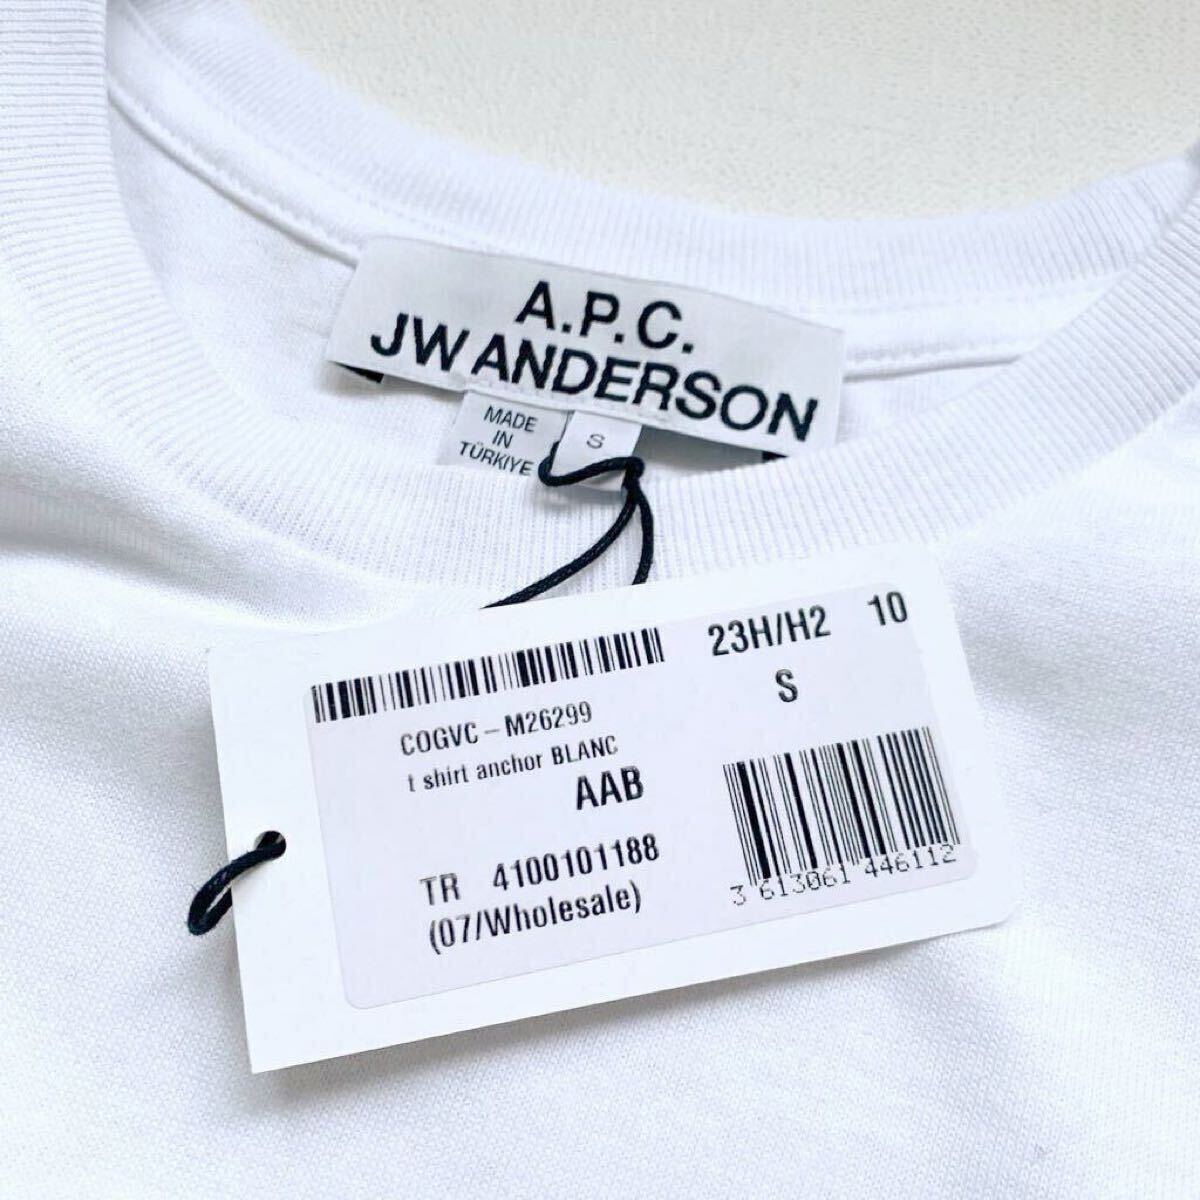 A.P.C.
JW ANDERSON
MADE
IN
TÜRKIYE
S
23H/H2 10
S
COGVC - M26299
t shirt anchor BLANC
AAB
TR 4100101188
(07/Wholesale)
3 613061 446112